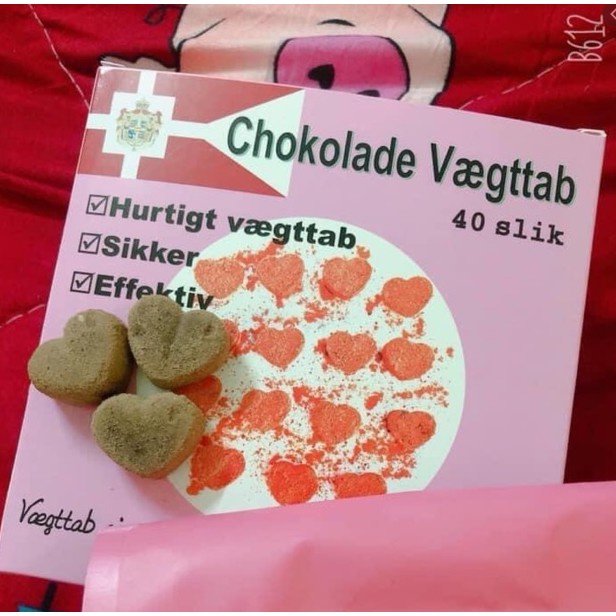 B612
Chokolade Vægttab
40 slik
☑Hurtigt vægttab
☑Sikker
☑Effektiv
Vægttab